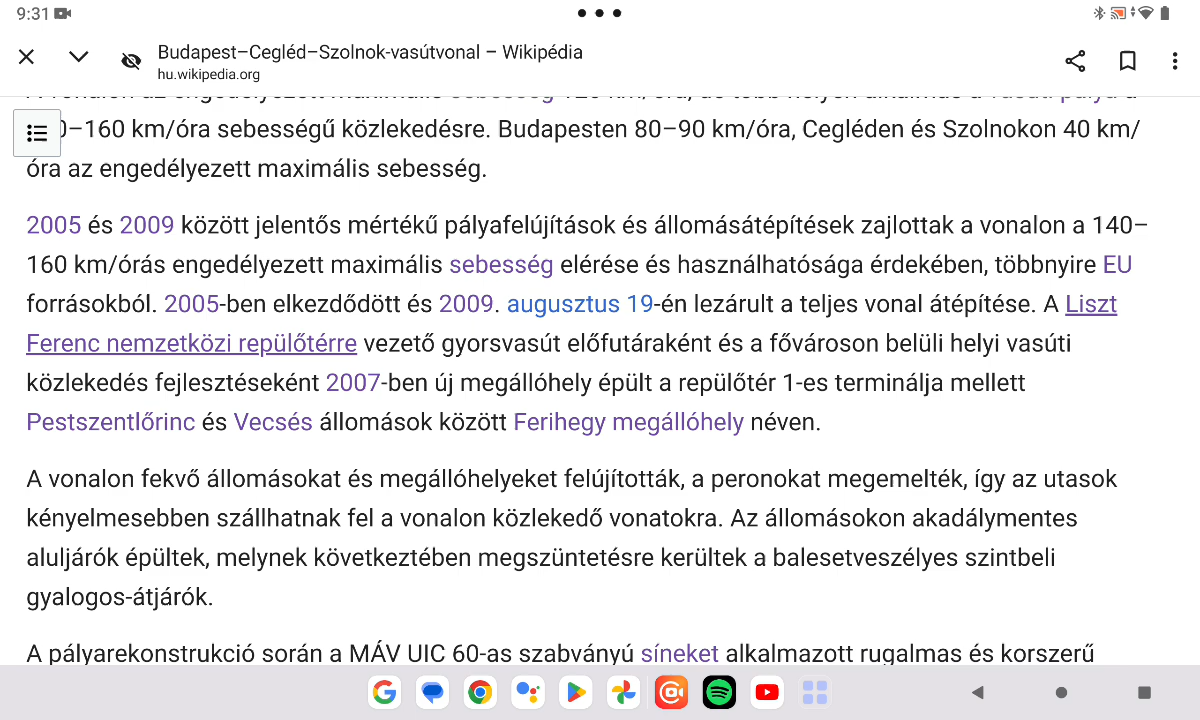 9:31
Budapest–Cegléd–Szolnok-vasútvonal – Wikipédia
hu.wikipedia.org
0–160 km/óra sebességű közlekedésre. Budapesten 80–90 km/óra, Cegléden és Szolnokon 40 km/
óra az engedélyezett maximális sebesség.
2005 és 2009 között jelentős mértékű pályafelújítások és állomásátépítések zajlottak a vonalon a 140–
160 km/órás engedélyezett maximális sebesség elérése és használhatósága érdekében, többnyire EU
forrásokból. 2005-ben elkezdődött és 2009. augusztus 19-én lezárult a teljes vonal átépítése. A Liszt
Ferenc nemzetközi repülőtérre vezető gyorsvasút előfutáraként és a fővároson belüli helyi vasúti
közlekedés fejlesztéseként 2007-ben új megállóhely épült a repülőtér 1-es terminálja mellett
Pestszentlőrinc és Vecsés állomások között Ferihegy megállóhely néven.
A vonalon fekvő állomásokat és megállóhelyeket felújították, a peronokat megemelték, így az utasok
kényelmesebben szállhatnak fel a vonalon közlekedő vonatokra. Az állomásokon akadálymentes
aluljárók épültek, melynek következtében megszüntetésre kerültek a balesetveszélyes szintbeli
gyalogos-átjárók.
A pályarekonstrukció során a MÁV UIC 60-as szabványú síneket alkalmazott rugalmas és korszerű